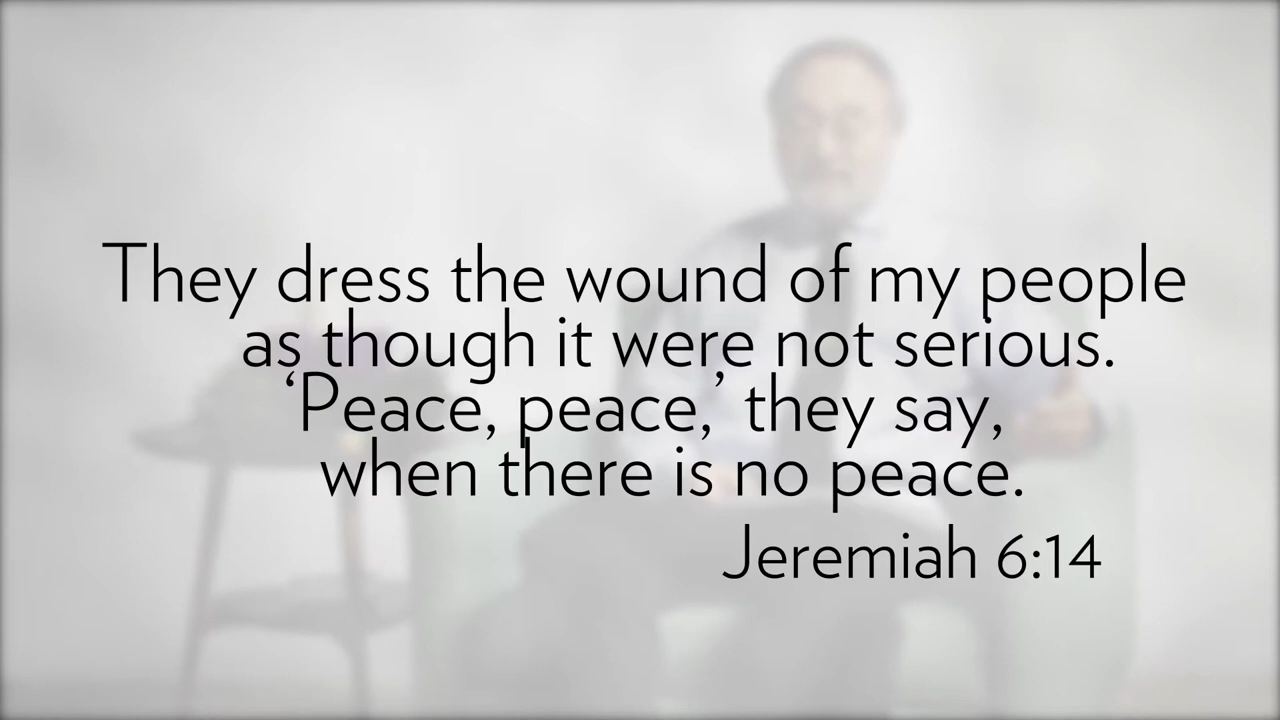 They dress the wound of my people
as though it were not serious.
‘Peace, peace,’ they say,
when there is no peace.
Jeremiah 6:14